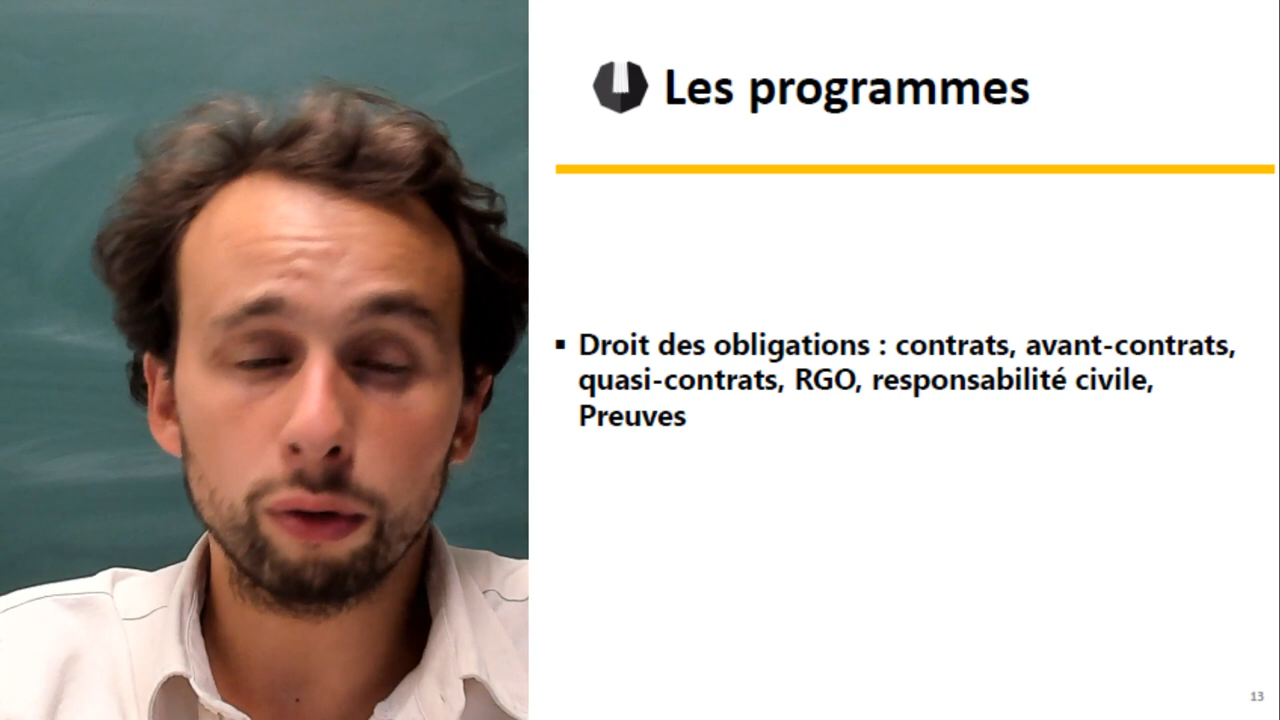 Les programmes
▪ Droit des obligations : contrats, avant-contrats,
quasi-contrats, RGO, responsabilité civile,
Preuves
13